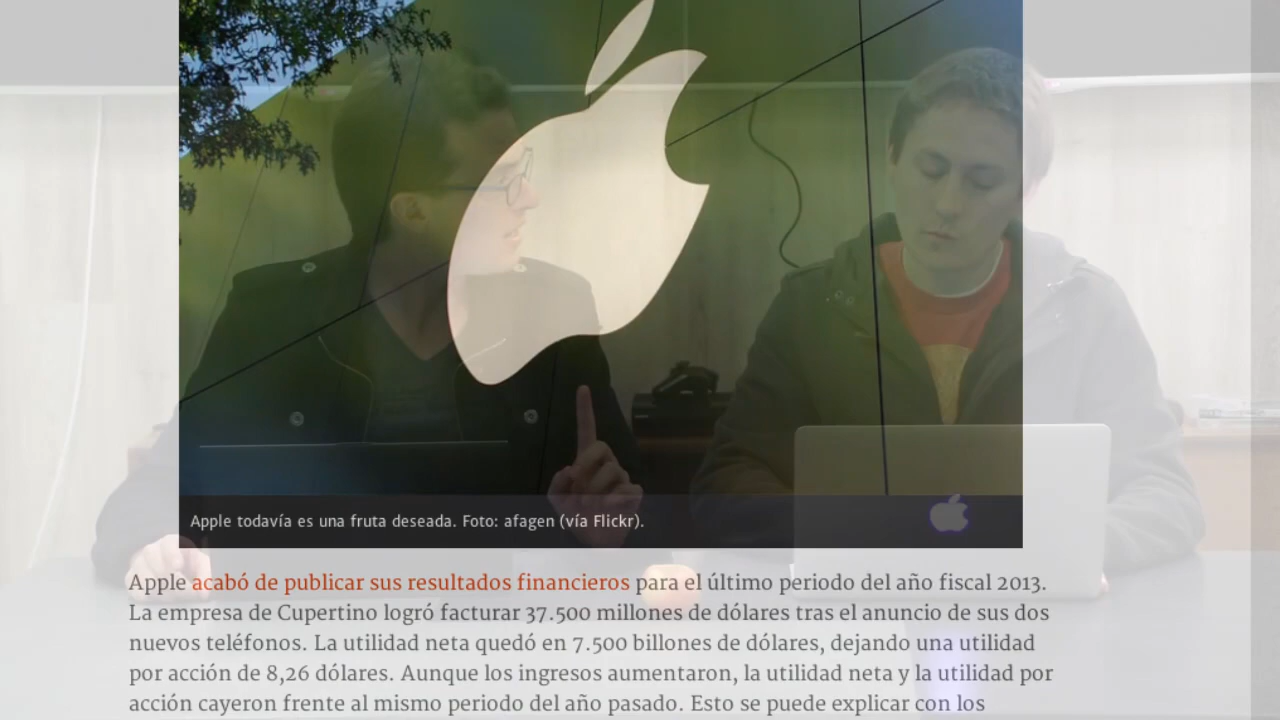 Apple todavía es una fruta deseada. Foto: afagen (vía Flickr).
Apple acabó de publicar sus resultados financieros para el último periodo del año fiscal 2013.
La empresa de Cupertino logró facturar 37.500 millones de dólares tras el anuncio de sus dos
nuevos teléfonos. La utilidad neta quedó en 7.500 billones de dólares, dejando una utilidad
por acción de 8,26 dólares. Aunque los ingresos aumentaron, la utilidad neta y la utilidad por
acción cayeron frente al mismo periodo del año pasado. Esto se puede explicar con los